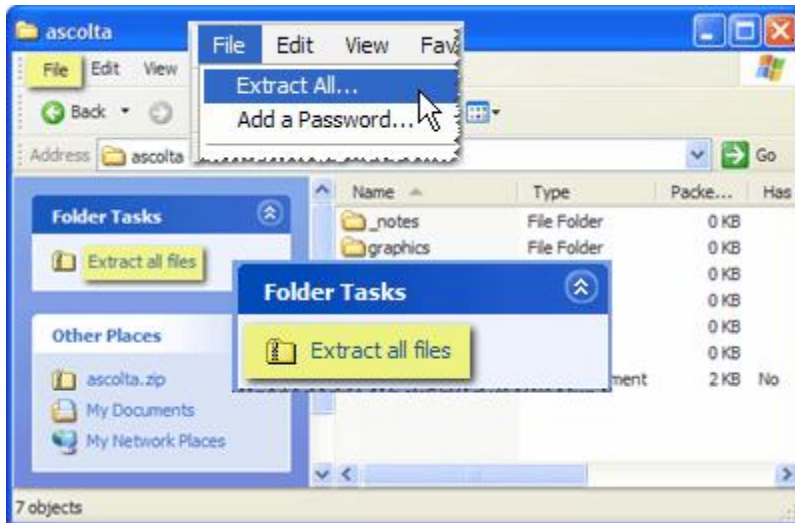 ascolta
File Edit View Fav
File Edit View
Extract All...
Add a Password...
Back
Address ascolta Go
Name Type Packe... Has
Folder Tasks
_notes File Folder 0 KB
graphics File Folder 0 KB
Extract all files
0 KB
Folder Tasks
0 KB
Other Places
0 KB
Extract all files
0 KB
ascolta.zip
ment 2 KB No
My Documents
My Network Places
7 objects